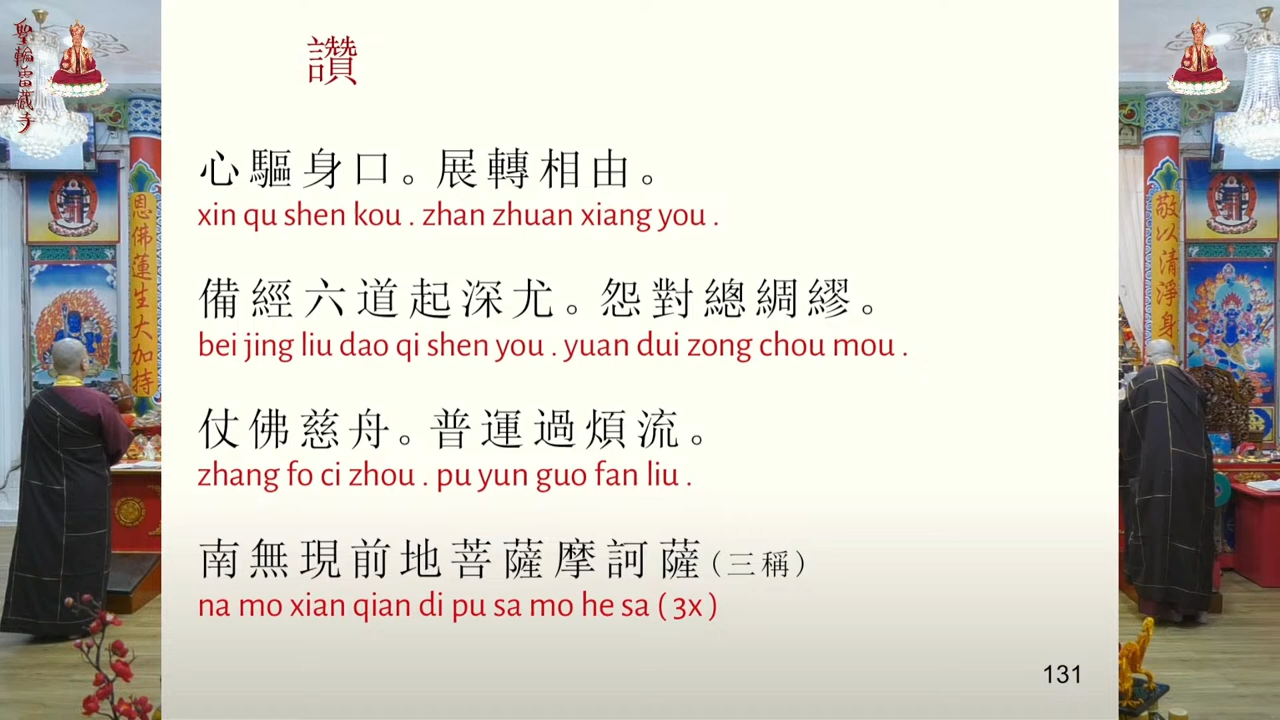 聖輪雷藏寺
讚
心驅身口。展轉相由。
xin qu shen kou . zhan zhuan xiang you .
備經六道起深尤。怨對總綢繆。
bei jing liu dao qi shen you . yuan dui zong chou mou .
仗佛慈舟。普運過煩流。
zhang fo ci zhou . pu yun guo fan liu .
南無現前地菩薩摩訶薩(三稱)
na mo xian qian di pu sa mo he sa ( 3x )
131
恩佛蓮生大加持
敬以清淨身